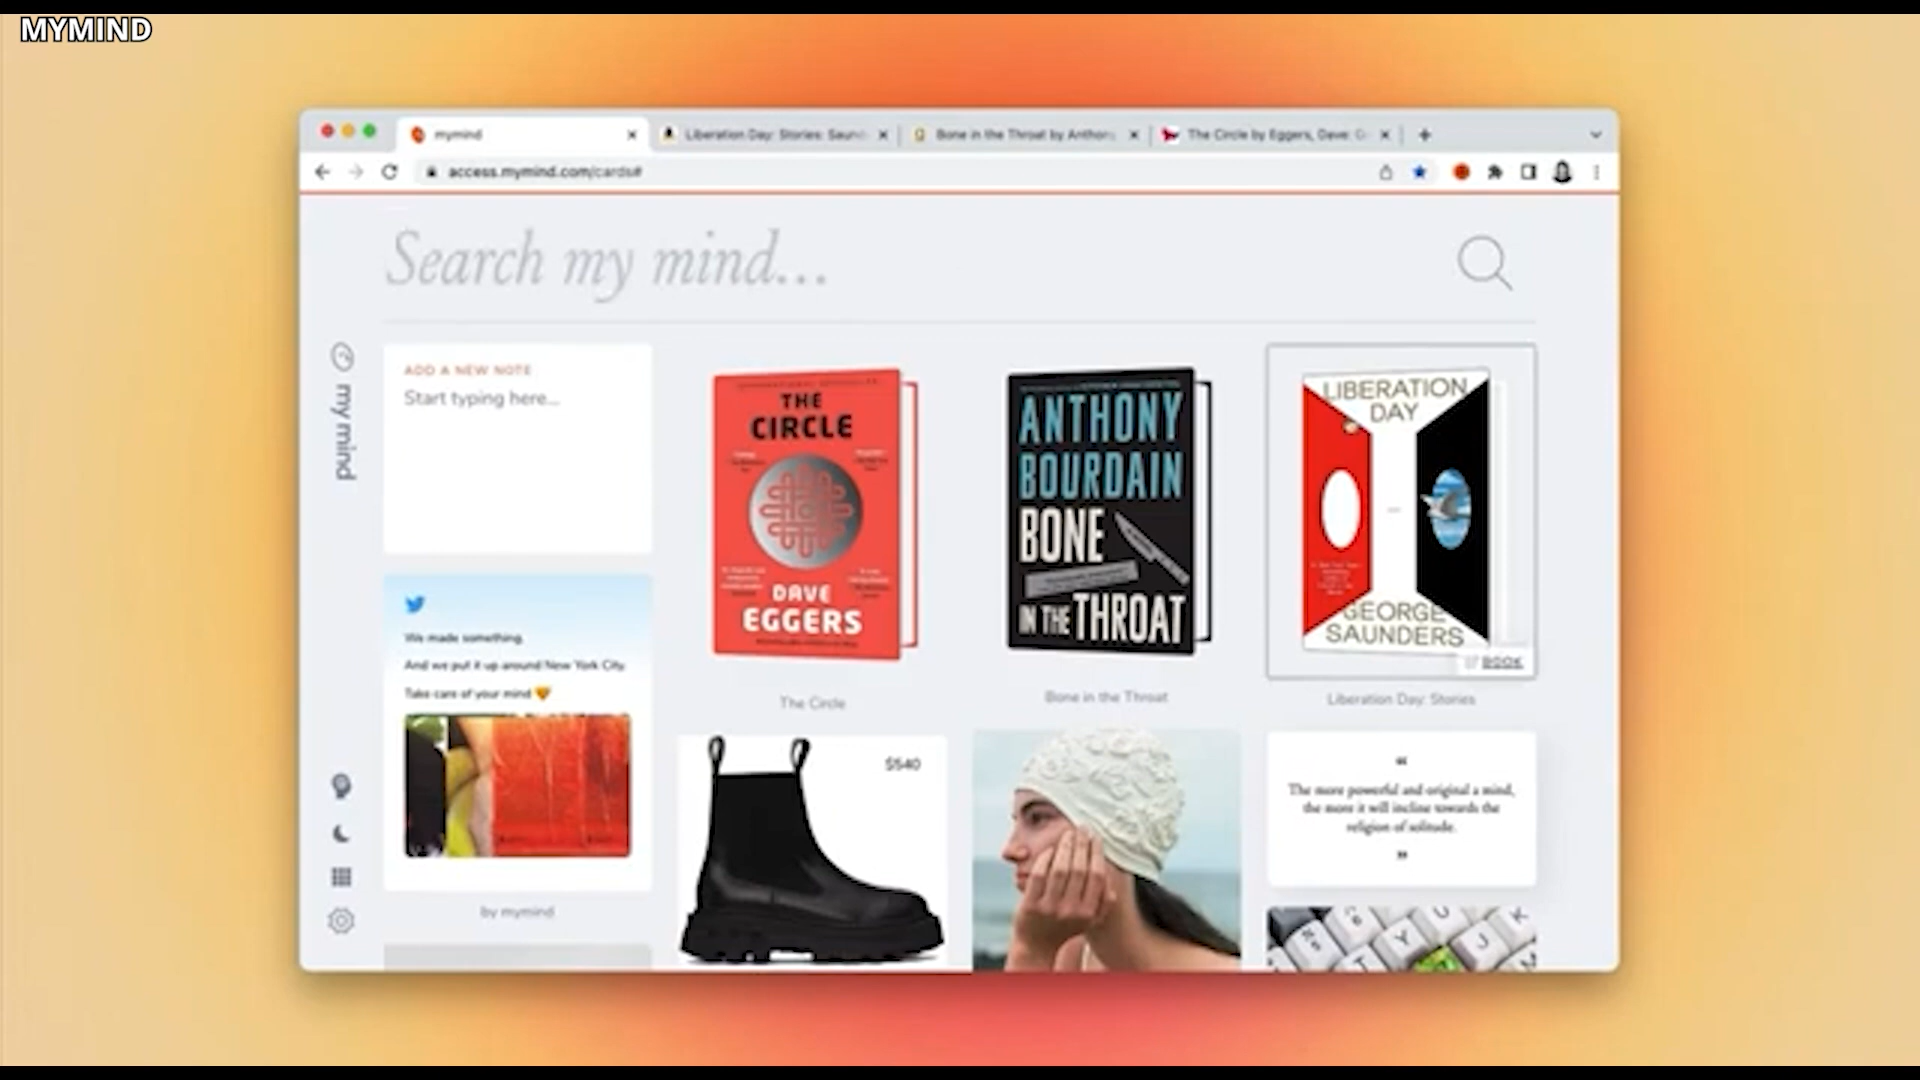 MYMIND
mymind
Liberation Day: Stories: Saun
Bone in the Throat by Anthon
The Circle by Eggers, Dave:
access.mymind.com/cards#
Search my mind...
my mind
ADD A NEW NOTE
Start typing here...
THE
CIRCLE
DAVE
EGGERS
The Circle
ANTHONY
BOURDAIN
BONE
IN THE THROAT
Bone in the Throat
LIBERATION
DAY
GEORGE
SAUNDERS
BOOK
Liberation Day: Stories
We made something.
And we put it up around New York City.
Take care of your mind
by mymind
$540
“
The more powerful and original a mind,
the more it will incline towards the
religion of solitude.
”
N
6
U
K
5
Y
J
T
M